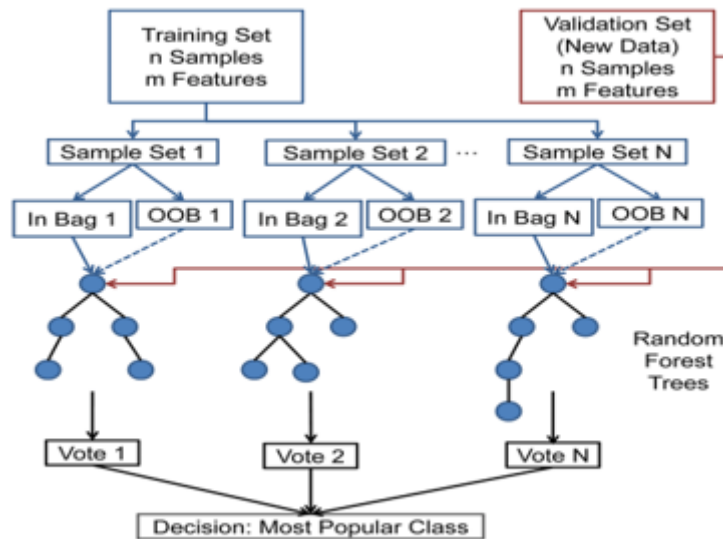 Training Set
n Samples
m Features
Validation Set
(New Data)
n Samples
m Features
Sample Set 1
Sample Set 2
...
Sample Set N
In Bag 1
OOB 1
In Bag 2
OOB 2
In Bag N
OOB N
Random
Forest
Trees
Vote 1
Vote 2
Vote N
Decision: Most Popular Class